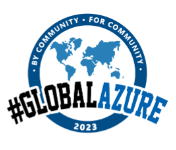 BY COMMUNITY • FOR COMMUNITY
#GLOBALAZURE
2023